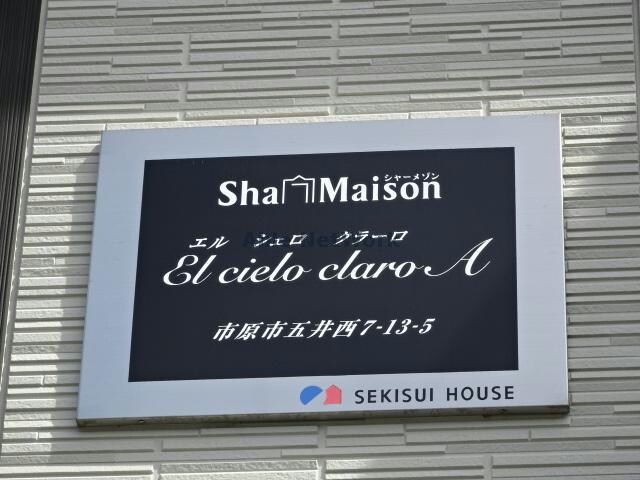 Sha Maison
シャーメゾン
エル シェロ クラーロ
El cielo claro A
市原市五井西7-13-5
SEKISUI HOUSE